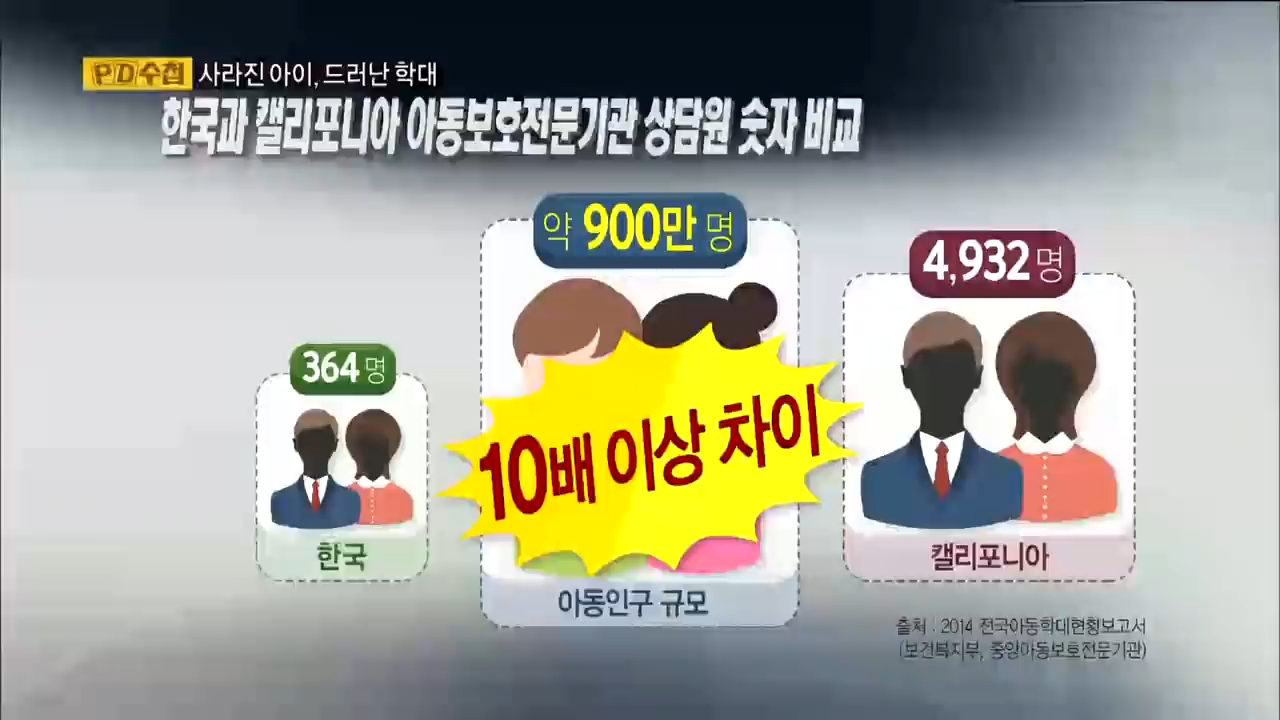 PD수첩 사라진 아이, 드러난 학대
한국과 캘리포니아 아동보호전문기관 상담원 숫자 비교
약 900만 명
4,932 명
364 명
10배 이상 차이
한국
캘리포니아
아동인구 규모
출처 : 2014 전국아동학대현황보고서
(보건복지부, 중앙아동보호전문기관)